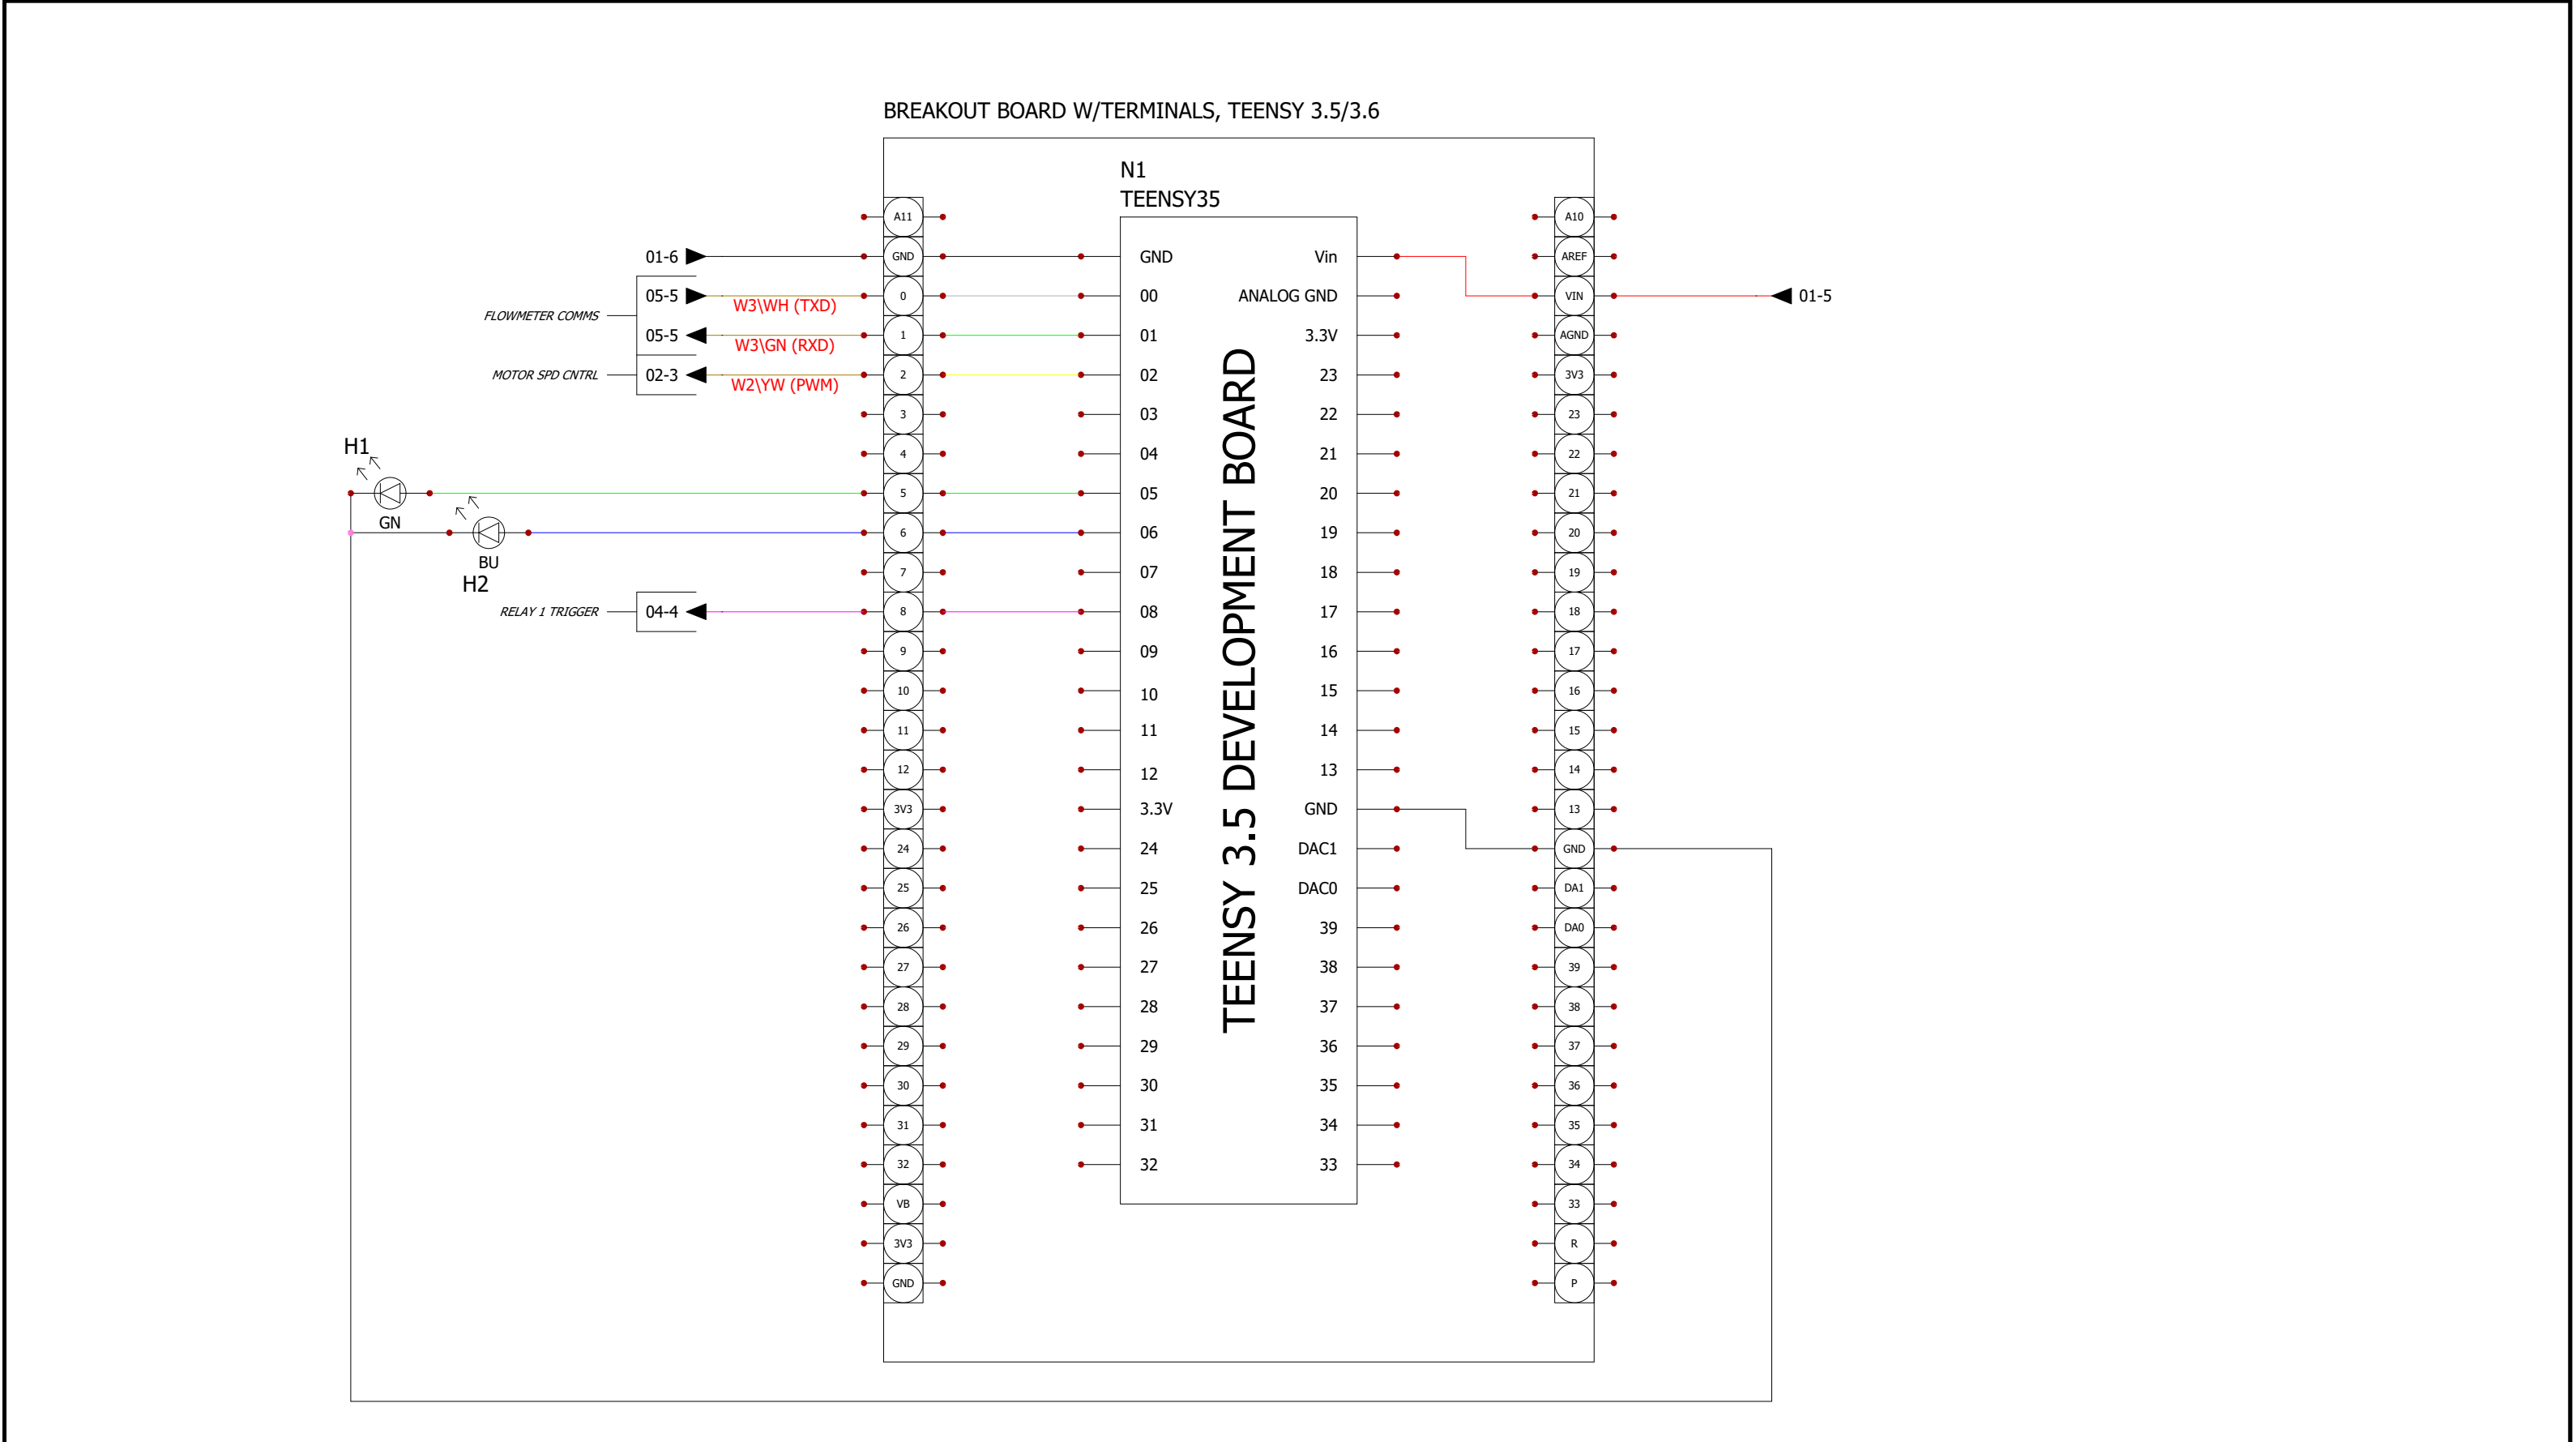 BREAKOUT BOARD W/TERMINALS, TEENSY 3.5/3.6
N1
TEENSY35
A11
A10
01-6
GND
GND
Vin
AREF
05-5
W3\WH (TXD)
0
00
ANALOG GND
VIN
01-5
FLOWMETER COMMS
05-5
W3\GN (RXD)
1
01
3.3V
AGND
MOTOR SPD CNTRL
02-3
W2\YW (PWM)
2
02
23
3V3
3
03
22
23
H1
4
04
21
22
5
05
20
21
GN
6
06
19
20
BU
H2
7
07
18
19
RELAY 1 TRIGGER
04-4
8
08
17
18
9
09
16
17
10
10
15
16
11
11
14
15
12
12
13
14
3V3
3.3V
GND
13
24
24
DAC1
GND
25
25
DAC0
DA1
26
26
39
DA0
27
27
38
39
28
28
37
38
29
29
36
37
30
30
35
36
31
31
34
35
32
32
33
34
VB
33
3V3
R
GND
P
TEENSY 3.5 DEVELOPMENT BOARD